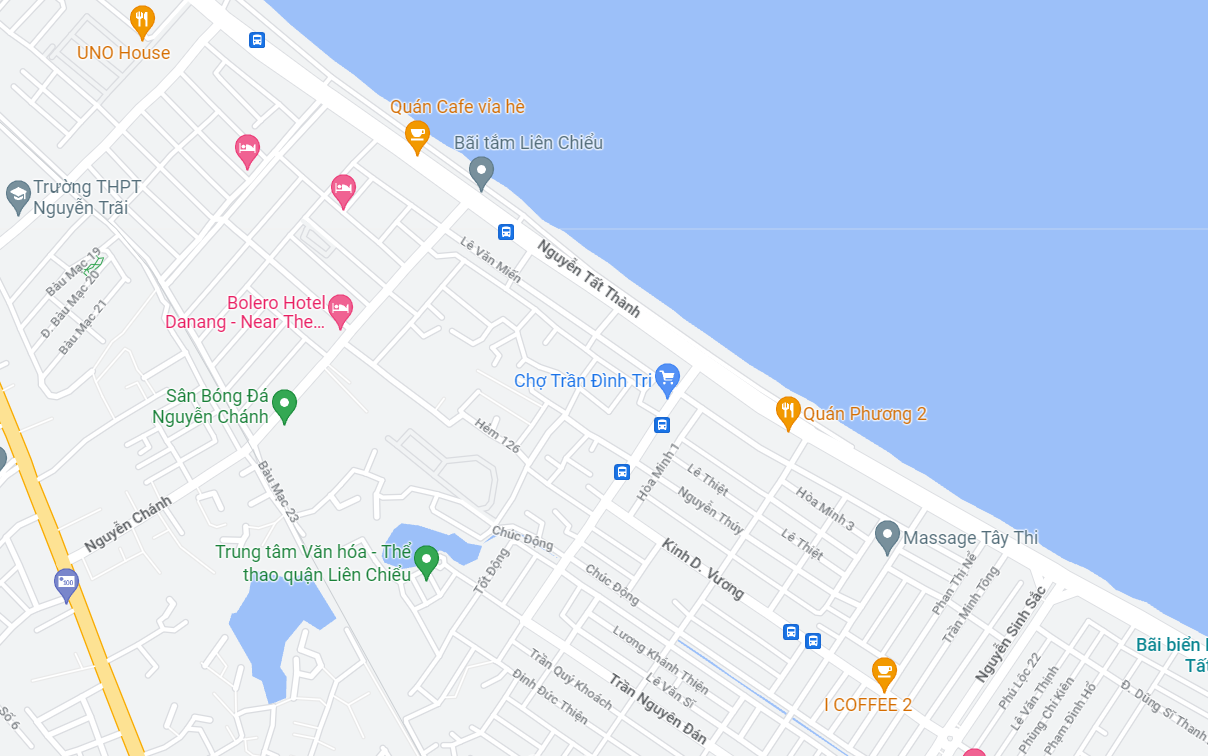 UNO House
Quán Cafe vỉa hè
Bãi tắm Liên Chiểu
Trường THPT
Nguyễn Trãi
Bàu Mạc 19
Đ. Bàu Mạc 20
Bàu Mạc 21
Lê Văn Miến
Nguyễn Tất Thành
Bolero Hotel
Danang - Near The...
Chợ Trần Đình Tri
Sân Bóng Đá
Nguyễn Chánh
Quán Phương 2
Hẻm 126
Hòa Minh 1
Lê Thiệt
Bàu Mạc 23
Nguyễn Thúy
Hòa Minh 3
Nguyễn Chánh
Chúc Động
Lê Thiệt
Massage Tây Thi
Trung tâm Văn hóa - Thể
thao quận Liên Chiểu
Tốt Động
Kinh D. Vương
Chúc Động
Phan Thị Nể
Trần Minh Tông
100
Nguyễn Sinh Sắc
Lương Khánh Thiện
Bãi biển
Tất
Trần Quý Khoách
Lê Văn Sĩ
Phú Lộc 22
Đinh Đức Thiện
Trần Nguyên Đán
Lê Văn Thịnh
Phùng Chí Kiên
Phạm Đình Hổ
Đ. Dũng Sĩ Thanh
I COFFEE 2
Số 6